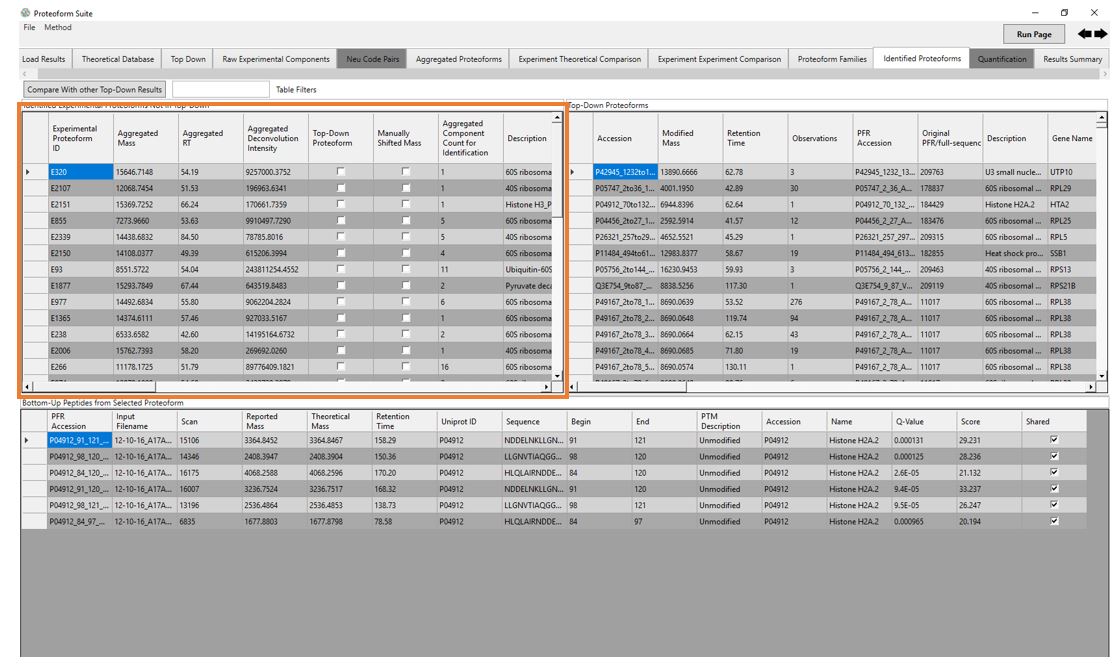 Proteoform Suite
File Method
Run Page
Load Results Theoretical Database Top Down Raw Experimental Components Neu Code Pairs Aggregated Proteoforms Experiment Theoretical Comparison Experiment Experiment Comparison Proteoform Families Identified Proteoforms Quantification Results Summary
Compare With other Top-Down Results Table Filters
Identified Experimental Proteoforms Not in Top-Down
Experimental Proteoform ID Aggregated Mass Aggregated RT Aggregated Deconvolution Intensity Top-Down Proteoform Manually Shifted Mass Aggregated Component Count for Identification Description
E320 15646.7148 54.19 9257000.3752 1 60S ribosoma
E2107 12068.7454 51.53 196963.6341 1 60S ribosoma
E2151 15369.7252 66.24 170661.7359 1 Histone H3_P
E855 7273.9660 53.63 9910497.7290 5 60S ribosoma
E2339 14438.6832 84.50 78785.8016 5 40S ribosoma
E2150 14108.0377 49.39 615206.3994 4 60S ribosoma
E93 8551.5722 54.04 243811254.4552 11 Ubiquitin-60S
E1877 15293.7849 67.44 643519.8483 2 Pyruvate deca
E977 14492.6834 55.80 9062204.2824 6 60S ribosoma
E1365 14374.6111 57.46 927033.5167 1 60S ribosoma
E238 6533.6582 42.60 14195164.6732 2 60S ribosoma
E2006 15762.7393 58.20 269692.0260 1 40S ribosoma
E266 11178.1725 51.79 89776409.1821 16 60S ribosoma
Top-Down Proteoforms
Accession Modified Mass Retention Time Observations PFR Accession Original PFR/full-sequenc Description Gene Name
P42945_1232to1... 13890.6666 62.78 3 P42945_1232_13... 209763 U3 small nucle... UTP10
P05747_2to36_1... 4001.1950 42.89 30 P05747_2_36_A... 178837 60S ribosomal ... RPL29
P04912_70to132... 6944.8396 62.64 1 P04912_70_132_... 184429 Histone H2A.2 HTA2
P04456_2to27_1... 2592.5914 41.57 12 P04456_2_27_A... 183476 60S ribosomal ... RPL25
P26321_257to29... 4652.5521 45.29 1 P26321_257_297... 209315 60S ribosomal ... RPL5
P11484_494to61... 12983.8377 58.67 19 P11484_494_613... 182855 Heat shock pro... SSB1
P05756_2to144_... 16230.9453 59.93 3 P05756_2_144_... 209463 40S ribosomal ... RPS13
Q3E754_9to87_... 8838.5256 117.30 1 Q3E754_9_87_V... 209119 40S ribosomal ... RPS21B
P49167_2to78_1... 8690.0639 53.52 276 P49167_2_78_A... 11017 60S ribosomal ... RPL38
P49167_2to78_2... 8690.0648 119.74 94 P49167_2_78_A... 11017 60S ribosomal ... RPL38
P49167_2to78_3... 8690.0664 62.15 43 P49167_2_78_A... 11017 60S ribosomal ... RPL38
P49167_2to78_4... 8690.0685 71.80 19 P49167_2_78_A... 11017 60S ribosomal ... RPL38
P49167_2to78_5... 8690.0574 130.11 1 P49167_2_78_A... 11017 60S ribosomal ... RPL38
Bottom-Up Peptides from Selected Proteoform
PFR Accession Input Filename Scan Reported Mass Theoretical Mass Retention Time Uniprot ID Sequence Begin End PTM Description Accession Name Q-Value Score Shared
P04912_91_121_... 12-10-16_A17A... 15106 3364.8452 3364.8467 158.29 P04912 NDDELNKLLGN... 91 121 Unmodified P04912 Histone H2A.2 0.000131 29.231
P04912_98_120_... 12-10-16_A17A... 14346 2408.3947 2408.3904 150.36 P04912 LLGNVTIAQGG... 98 120 Unmodified P04912 Histone H2A.2 0.000125 28.236
P04912_84_120_... 12-10-16_A17A... 16175 4068.2588 4068.2596 170.20 P04912 HLQLAIRNDDE... 84 120 Unmodified P04912 Histone H2A.2 2.6E-05 21.132
P04912_91_120_... 12-10-16_A17A... 16007 3236.7524 3236.7517 168.32 P04912 NDDELNKLLGN... 91 120 Unmodified P04912 Histone H2A.2 9.4E-05 33.237
P04912_98_121_... 12-10-16_A17A... 13196 2536.4864 2536.4853 138.73 P04912 LLGNVTIAQGG... 98 121 Unmodified P04912 Histone H2A.2 9.5E-05 26.247
P04912_84_97_... 12-10-16_A17A... 6835 1677.8803 1677.8798 78.58 P04912 HLQLAIRNDDE... 84 97 Unmodified P04912 Histone H2A.2 0.000965 20.194